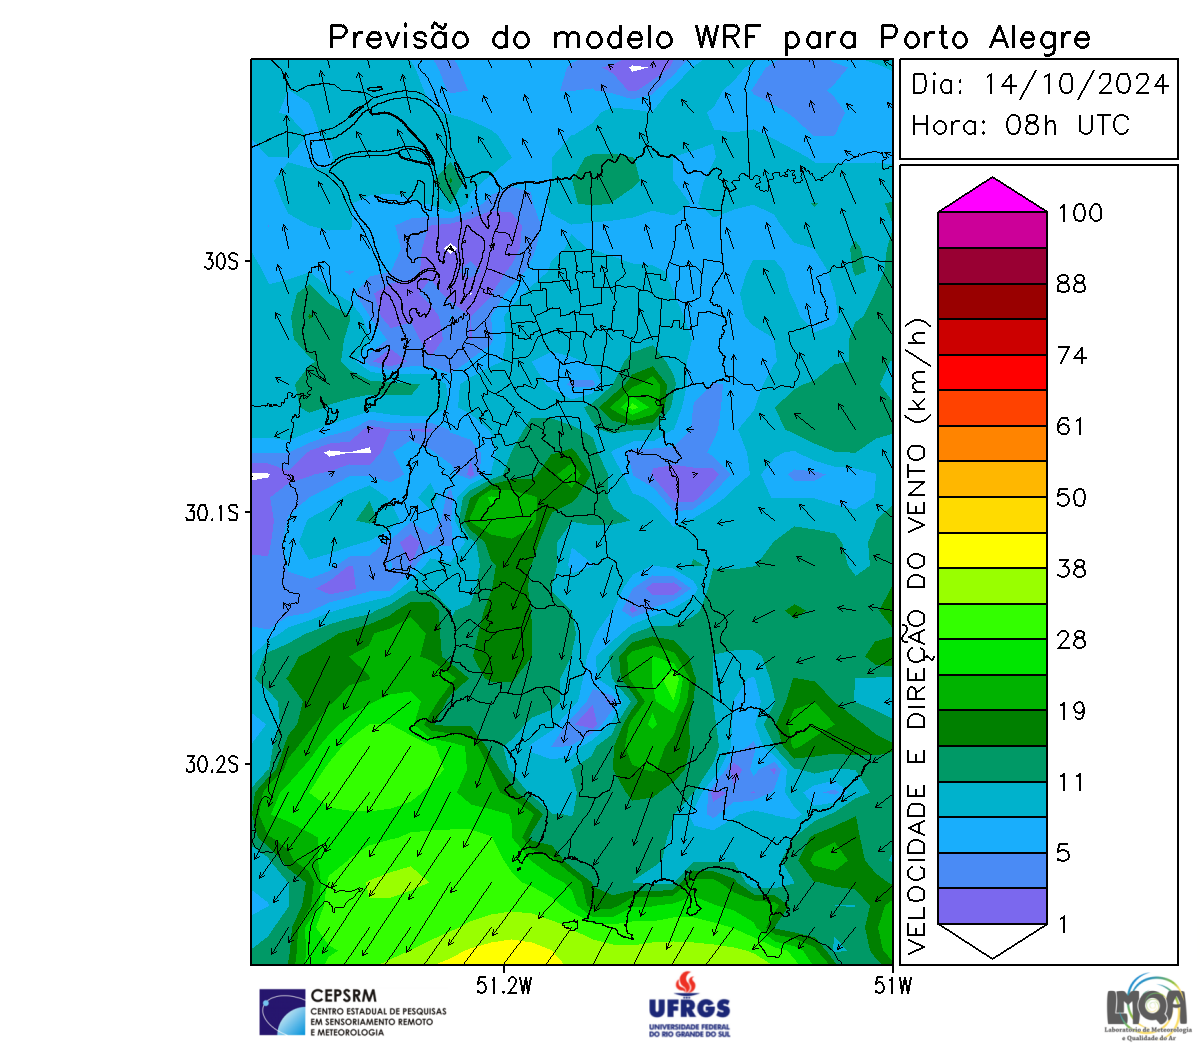 Previsão do modelo WRF para Porto Alegre
Dia: 14/10/2024
Hora: 08h UTC
30S
30.1S
30.2S
51.2W
51W
VELOCIDADE E DIREÇÃO DO VENTO (km/h)
100
88
74
61
50
38
28
19
11
5
1
CEPSRM
CENTRO ESTADUAL DE PESQUISAS
EM SENSORIAMENTO REMOTO
E METEOROLOGIA
UFRGS
UNIVERSIDADE FEDERAL
DO RIO GRANDE DO SUL
LMQA
Laboratório de Meteorologia
e Qualidade do Ar